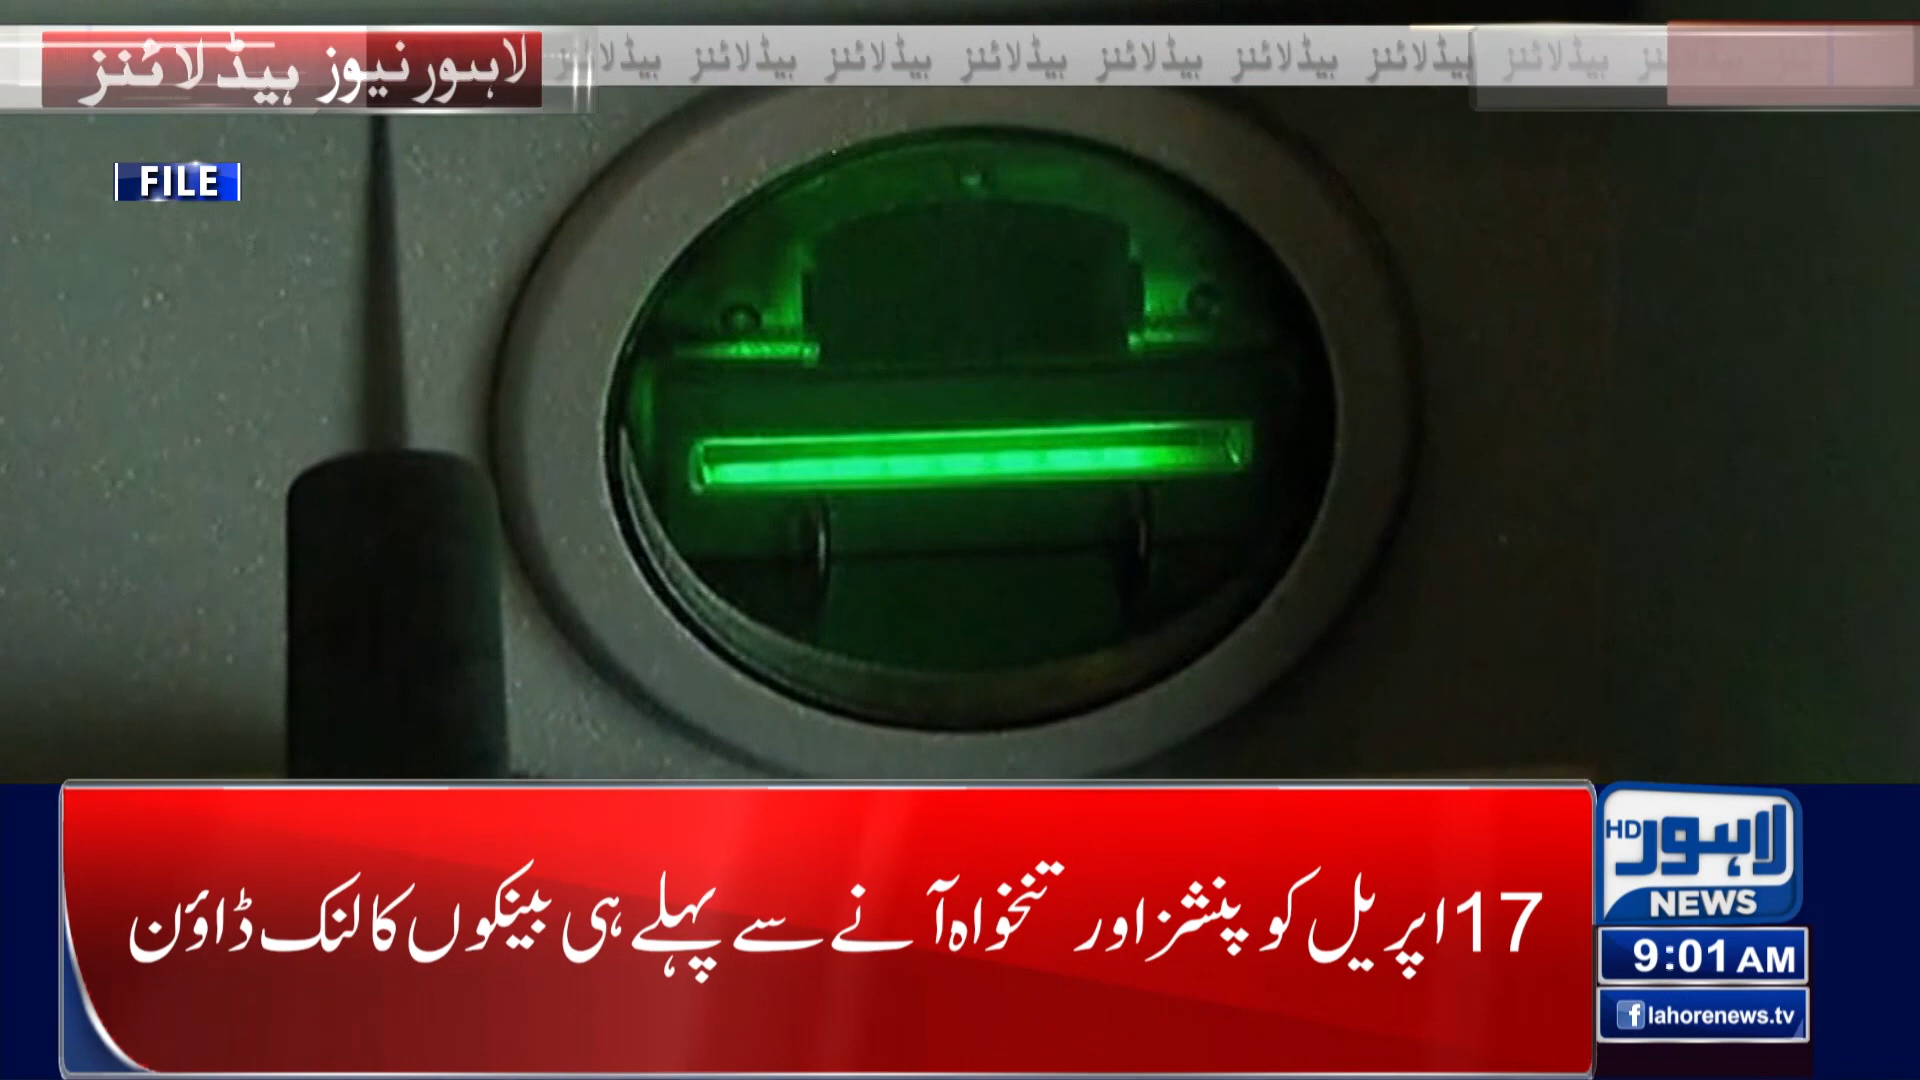 لاہور نیوز ہیڈلائنز
ہیڈلائنز ہیڈلائنز ہیڈلائنز ہیڈلائنز ہیڈلائنز ہیڈلائنز ہیڈلائنز ہیڈلائنز
FILE
17 اپریل کو پنشنز اور تنخواہ آنے سے پہلے ہی بینکوں کا لنک ڈاؤن
لاہور HD
NEWS
9:01 AM
lahorenews.tv